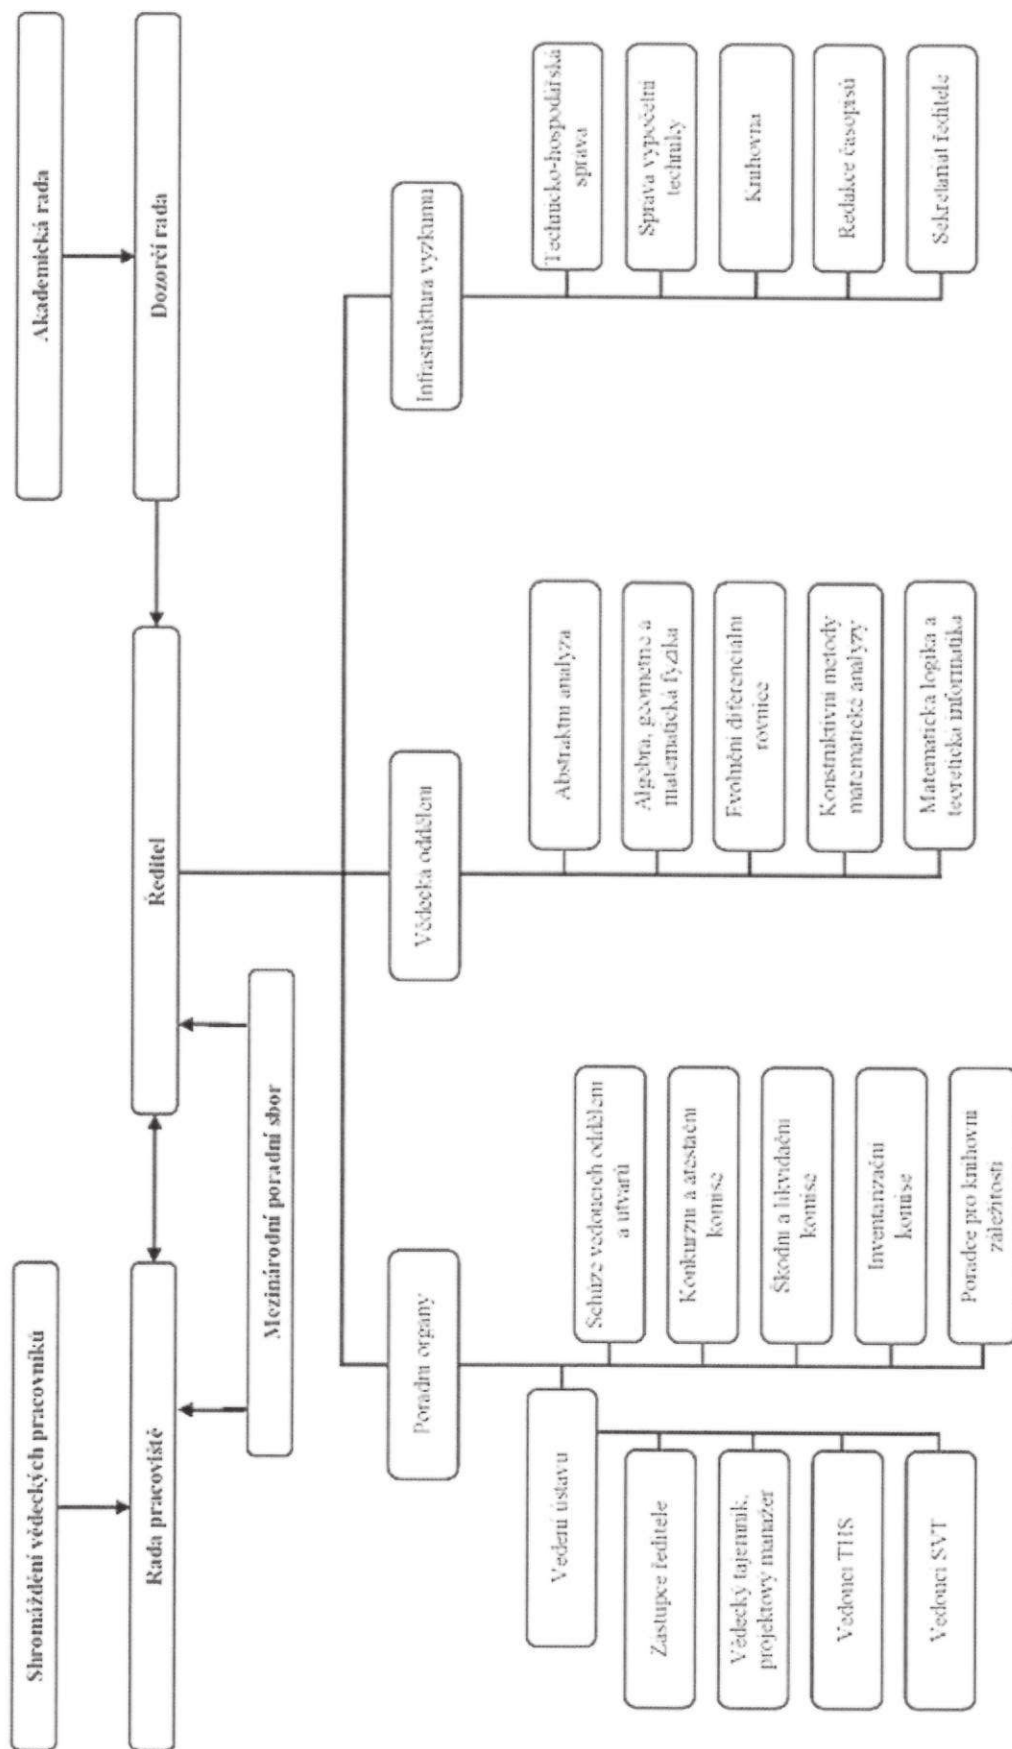 Shromáždění vědeckých pracovníků
Akademická rada
Rada pracoviště
Ředitel
Dozorčí rada
Mezinárodní poradní sbor
Poradní orgány
Vědecká oddělení
Infrastruktura výzkumu
Vedení ústavu
Zástupce ředitele
Vědecký tajemník,
projektový manažer
Vedoucí THS
Vedoucí SVT
Schůze vedoucích oddělení
a útvarů
Konkurzní a atestační
komise
Škodní a likvidační
komise
Inventarizační
komise
Poradce pro knihovní
záležitosti
Abstraktní analýza
Algebra, geometrie a
matematická fyzika
Evoluční diferenciální
rovnice
Konstruktivní metody
matematické analýzy
Matematická logika a
teoretická informatika
Technicko-hospodářská
správa
Správa výpočetní
techniky
Knihovna
Redakce časopisů
Sekretariát ředitele